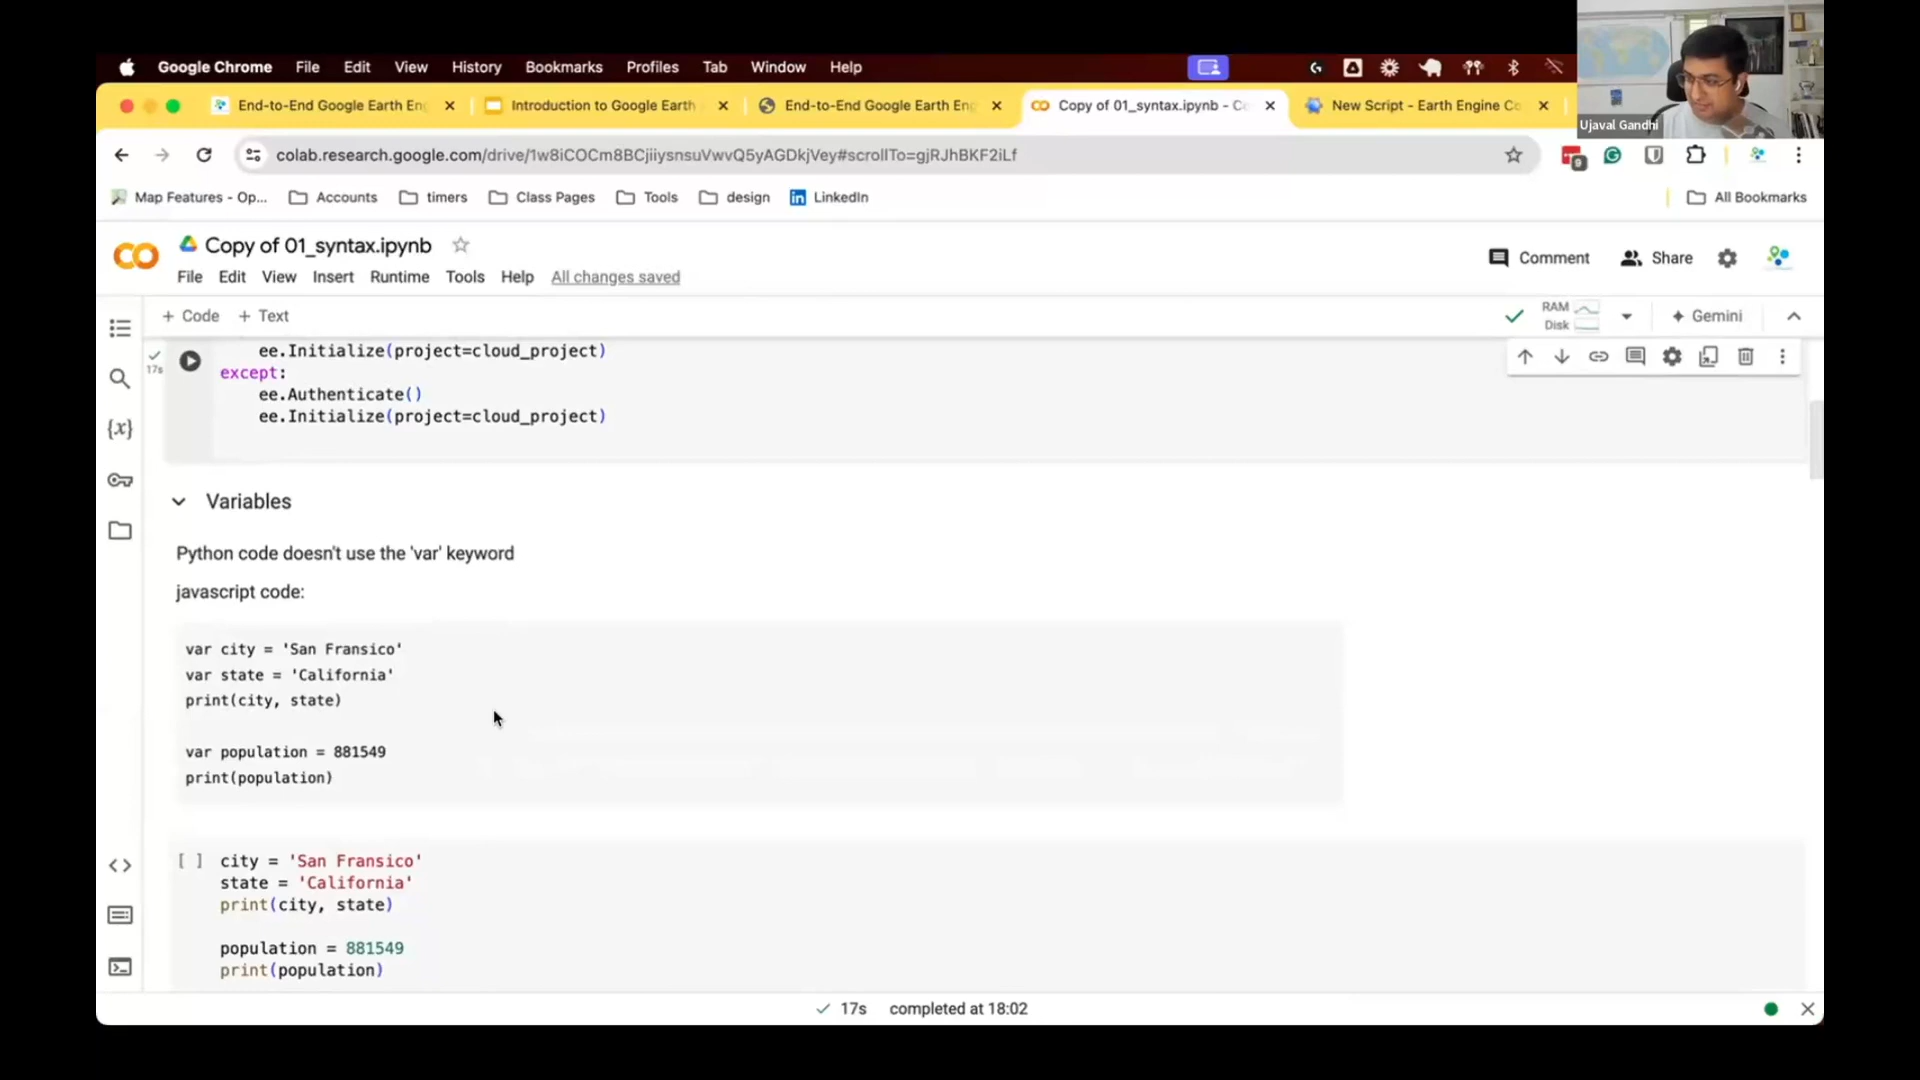 Google Chrome File Edit View History Bookmarks Profiles Tab Window Help
End-to-End Google Earth En
Introduction to Google Earth
End-to-End Google Earth Eng
Copy of 01_syntax.ipynb - Co
New Script - Earth Engine Co
Ujaval Gandhi
colab.research.google.com/drive/1w8iCOCm8BCjiiysnsuVwvQ5yAGDkjVey#scrollTo=gjRJhBKF2iLf
9
Map Features - Op... Accounts timers Class Pages Tools design LinkedIn All Bookmarks
Copy of 01_syntax.ipynb
Comment Share
File Edit View Insert Runtime Tools Help All changes saved
+ Code + Text
RAM
Disk
Gemini
17s
ee.Initialize(project=cloud_project)
except:
ee.Authenticate()
ee.Initialize(project=cloud_project)
Variables
Python code doesn't use the 'var' keyword
javascript code:
var city = 'San Fransico'
var state = 'California'
print(city, state)
var population = 881549
print(population)
[ ] city = 'San Fransico'
state = 'California'
print(city, state)
population = 881549
print(population)
17s completed at 18:02